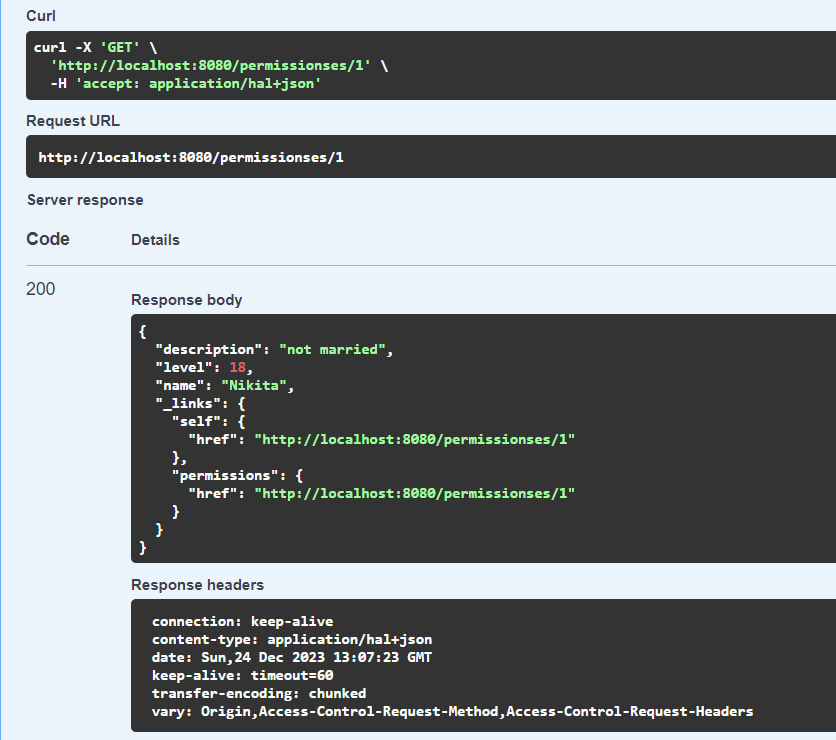 Curl
curl -X 'GET' \
  'http://localhost:8080/permissionses/1' \
  -H 'accept: application/hal+json'
Request URL
http://localhost:8080/permissionses/1
Server response
Code Details
200
Response body
{
  "description": "not married",
  "level": 18,
  "name": "Nikita",
  "_links": {
    "self": {
      "href": "http://localhost:8080/permissionses/1"
    },
    "permissions": {
      "href": "http://localhost:8080/permissionses/1"
    }
  }
}
Response headers
connection: keep-alive
content-type: application/hal+json
date: Sun,24 Dec 2023 13:07:23 GMT
keep-alive: timeout=60
transfer-encoding: chunked
vary: Origin,Access-Control-Request-Method,Access-Control-Request-Headers